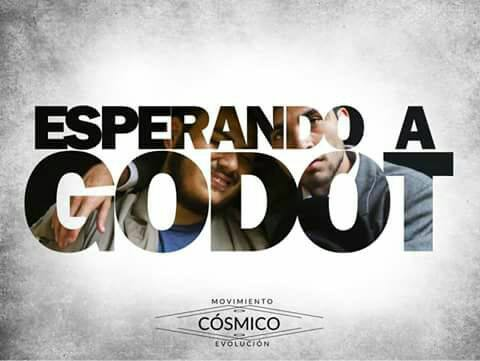 ESPERANDO A
GODOT
MOVIMIENTO
CÓSMICO
EVOLUCIÓN